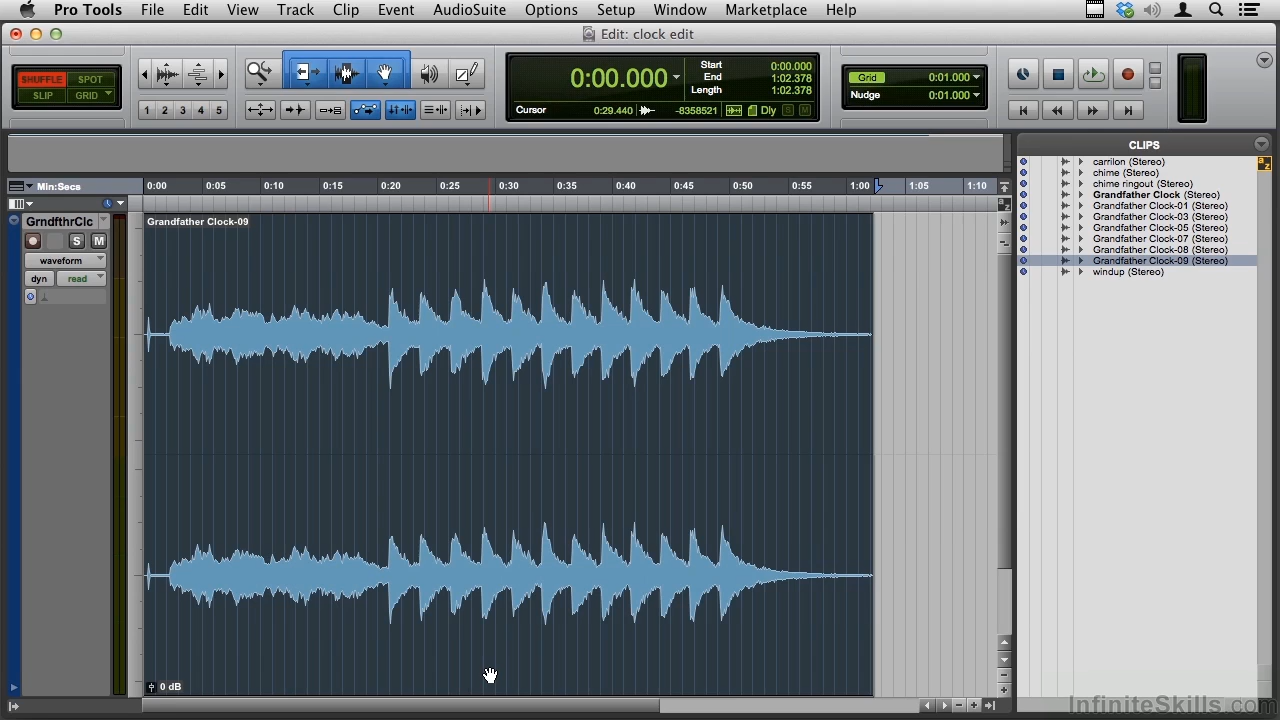 Pro Tools File Edit View Track Clip Event AudioSuite Options Setup Window Marketplace Help
Edit: clock edit
SHUFFLE SPOT
SLIP GRID
1 2 3 4 5
0:00.000
Start 0:00.000
End 1:02.378
Length 1:02.378
Cursor 0:29.440 -8358521 Dly
Grid 0:01.000
Nudge 0:01.000
CLIPS
carrilon (Stereo)
chime (Stereo)
chime ringout (Stereo)
Grandfather Clock (Stereo)
Grandfather Clock-01 (Stereo)
Grandfather Clock-03 (Stereo)
Grandfather Clock-05 (Stereo)
Grandfather Clock-07 (Stereo)
Grandfather Clock-08 (Stereo)
Grandfather Clock-09 (Stereo)
windup (Stereo)
a z
Min:Secs 0:00 0:05 0:10 0:15 0:20 0:25 0:30 0:35 0:40 0:45 0:50 0:55 1:00 1:05 1:10
a z
GrndfthrClc
S M
waveform
dyn read
Grandfather Clock-09
0 dB
InfiniteSkills.com